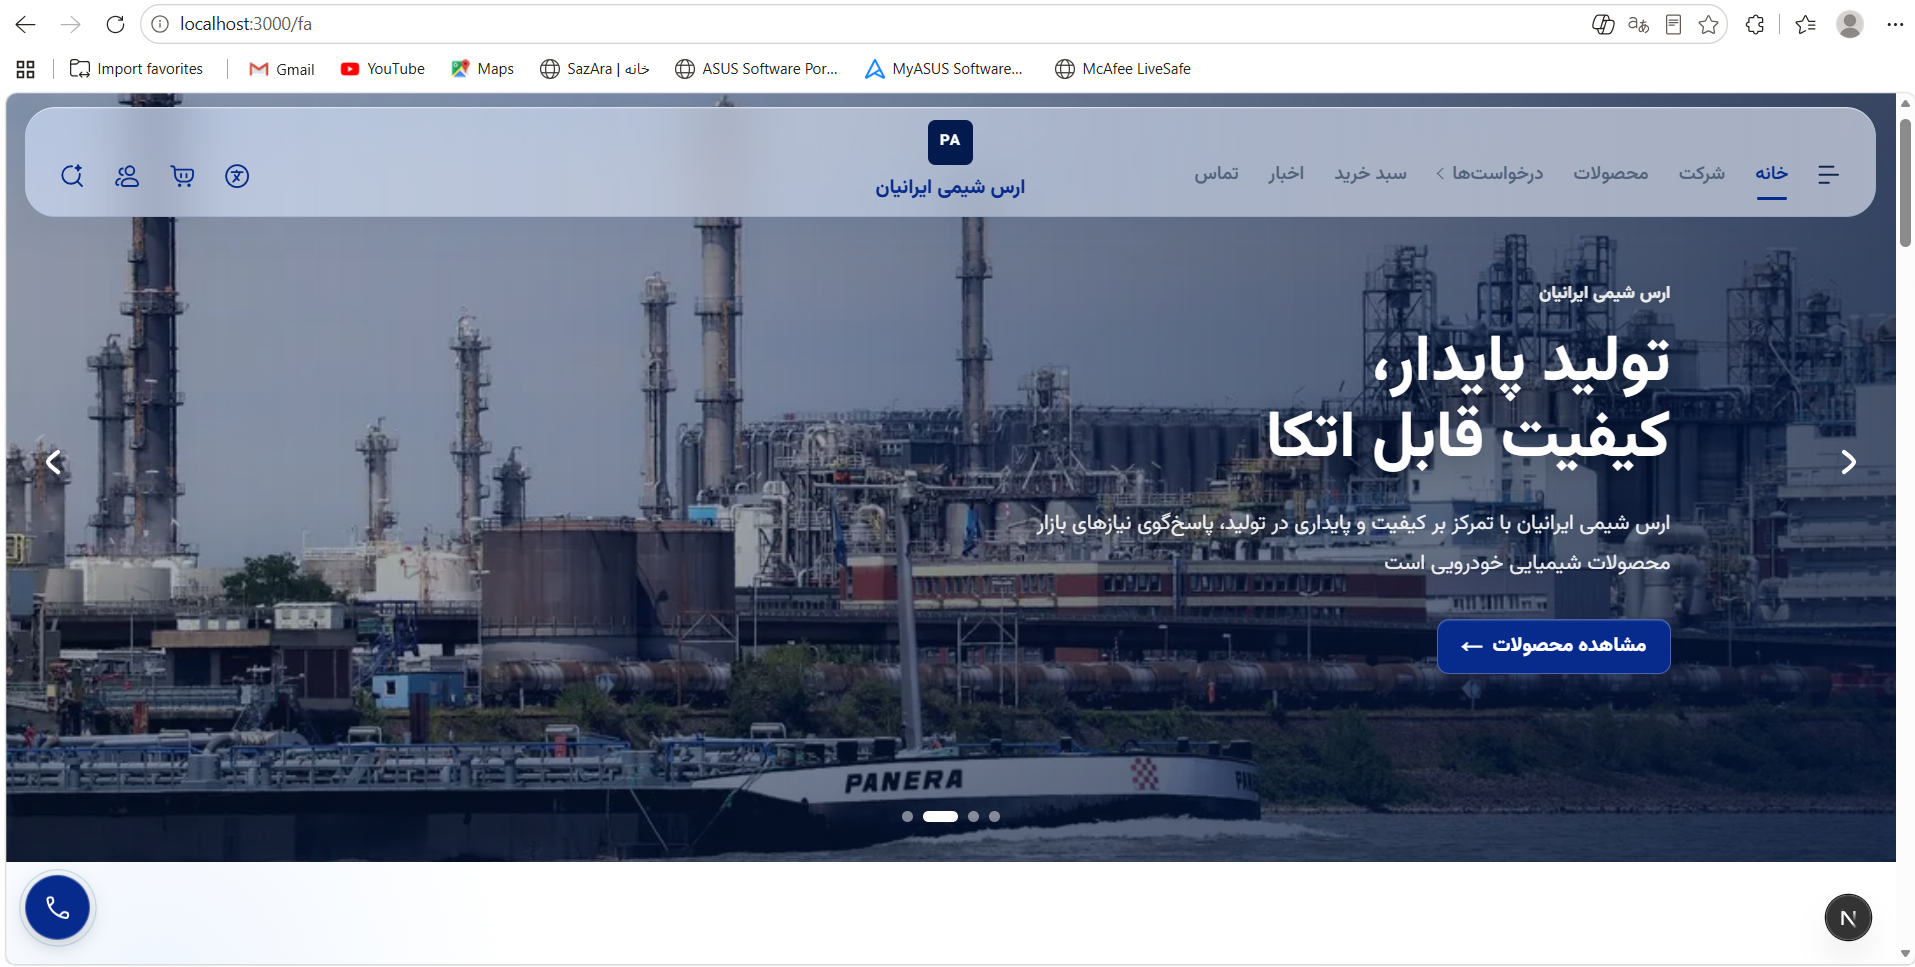 localhost:3000/fa
Import favorites
Gmail
YouTube
Maps
SazAra | خانه
ASUS Software Por...
MyASUS Software...
McAfee LiveSafe
PA
ارس شیمی ایرانیان
خانه
شرکت
محصولات
درخواست‌ها
سبد خرید
اخبار
تماس
ارس شیمی ایرانیان
تولید پایدار،
کیفیت قابل اتکا
ارس شیمی ایرانیان با تمرکز بر کیفیت و پایداری در تولید، پاسخ‌گوی نیازهای بازار
محصولات شیمیایی خودرویی است
مشاهده محصولات ←
PANERA
PAN
N